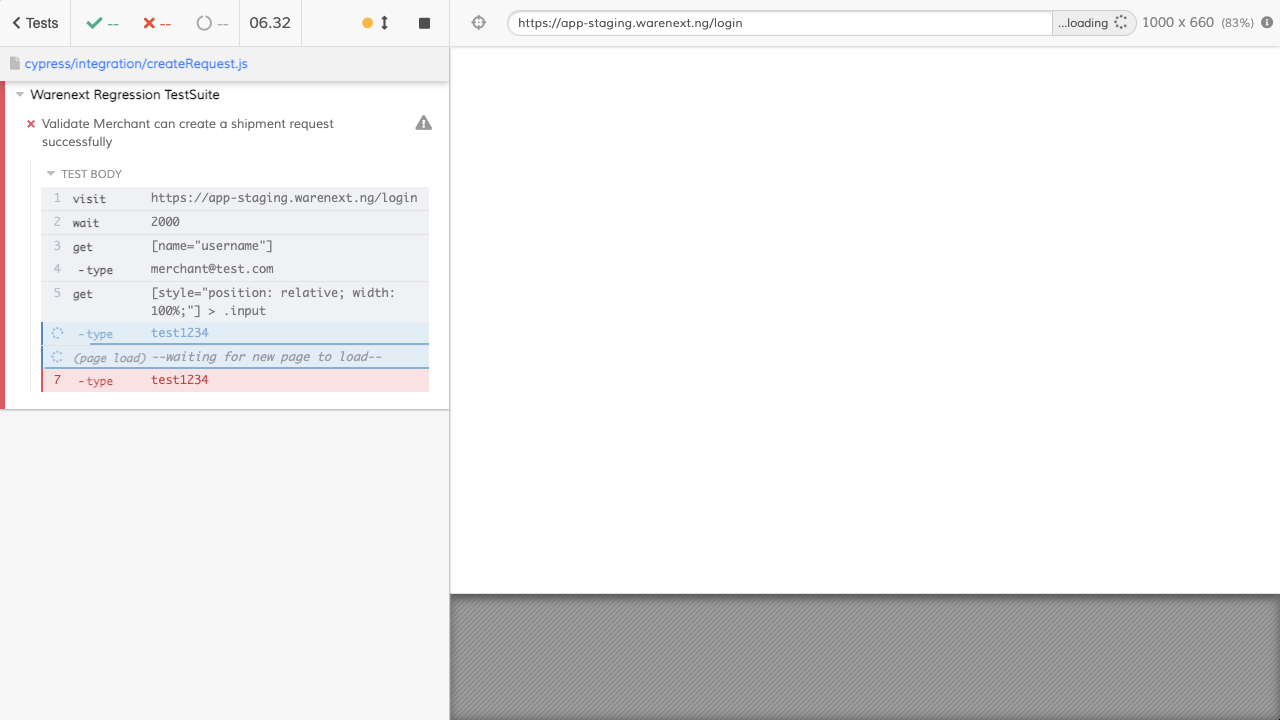 Tests -- -- -- 06.32
https://app-staging.warenext.ng/login ...loading 1000 x 660 (83%)
cypress/integration/createRequest.js
Warenext Regression TestSuite
Validate Merchant can create a shipment request
successfully
TEST BODY
1 visit https://app-staging.warenext.ng/login
2 wait 2000
3 get [name="username"]
4 -type merchant@test.com
5 get [style="position: relative; width:
100%;"] > .input
-type test1234
(page load) --waiting for new page to load--
7 -type test1234